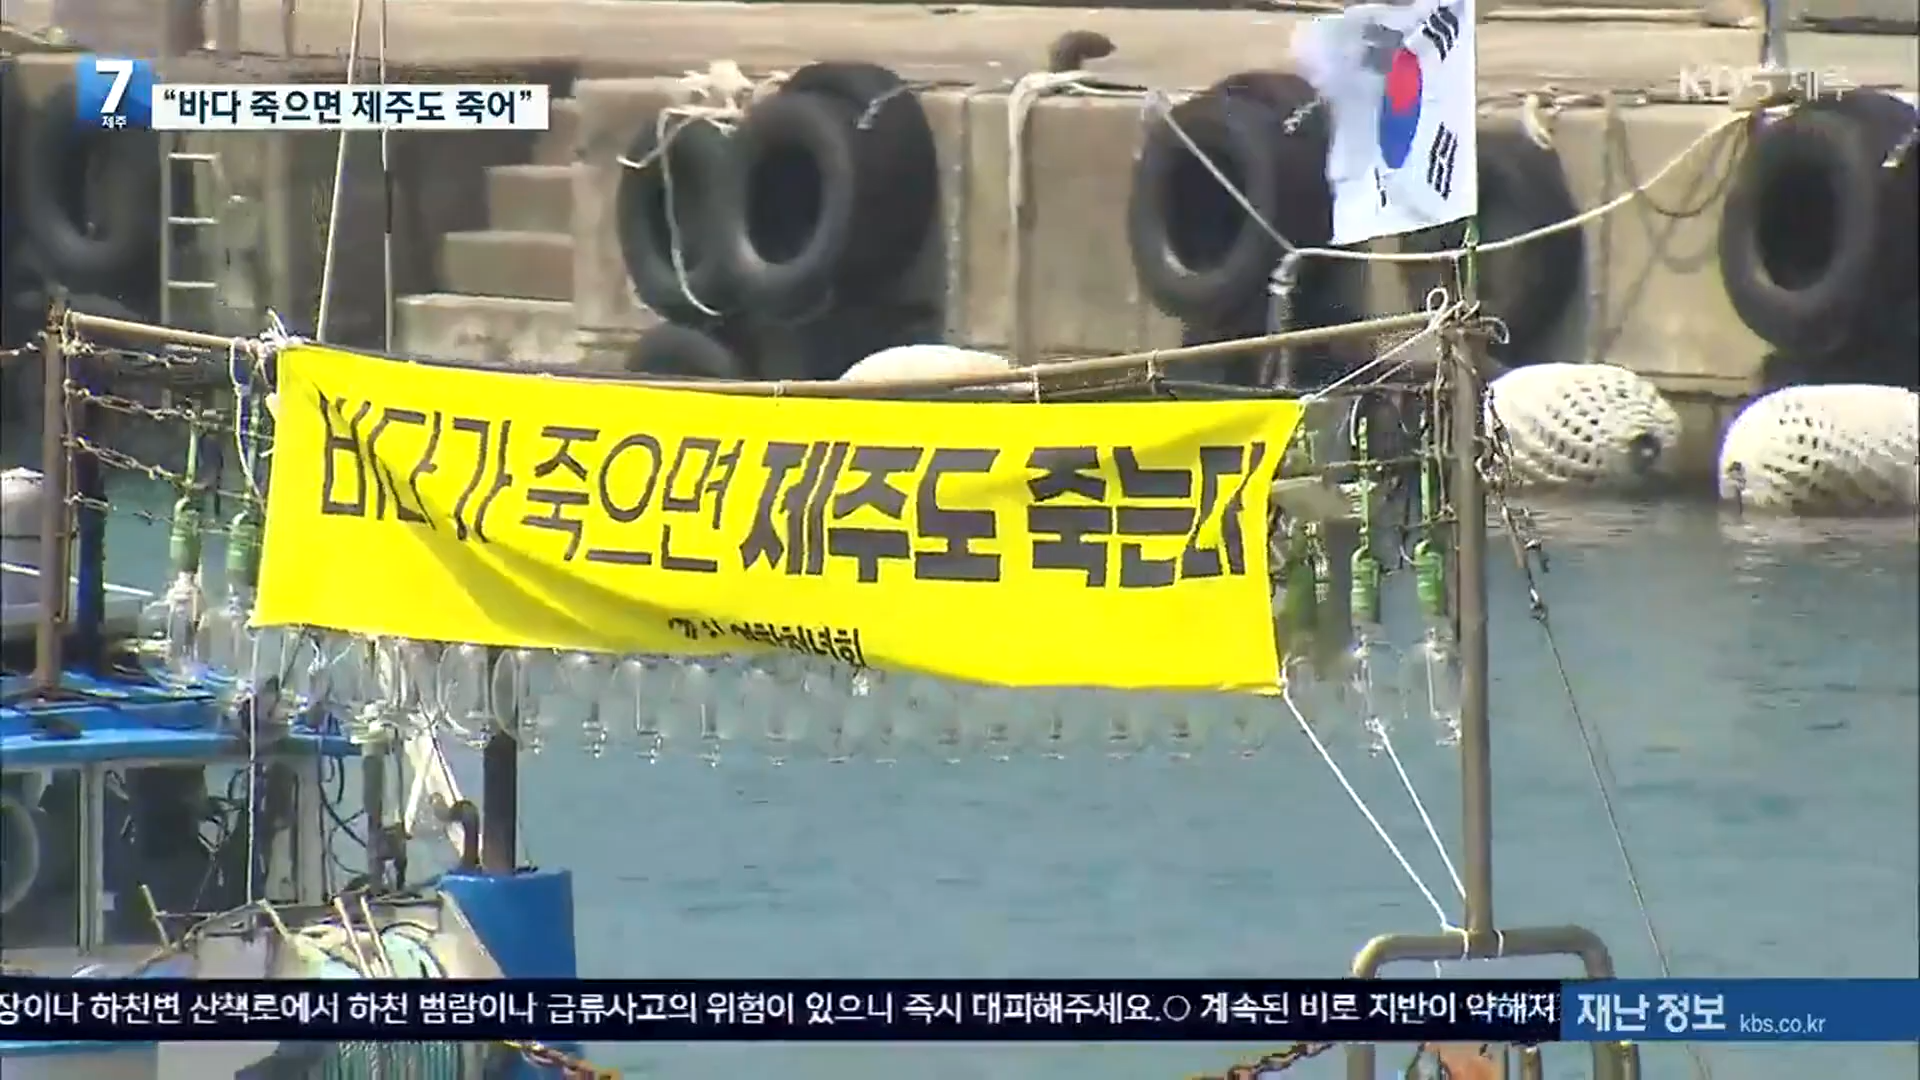 7
제주
“바다 죽으면 제주도 죽어”
KBS 제주
바다가 죽으면 제주도 죽는다
장이나 하천변 산책로에서 하천 범람이나 급류사고의 위험이 있으니 즉시 대피해주세요.○ 계속된 비로 지반이 약해져
재난 정보 kbs.co.kr